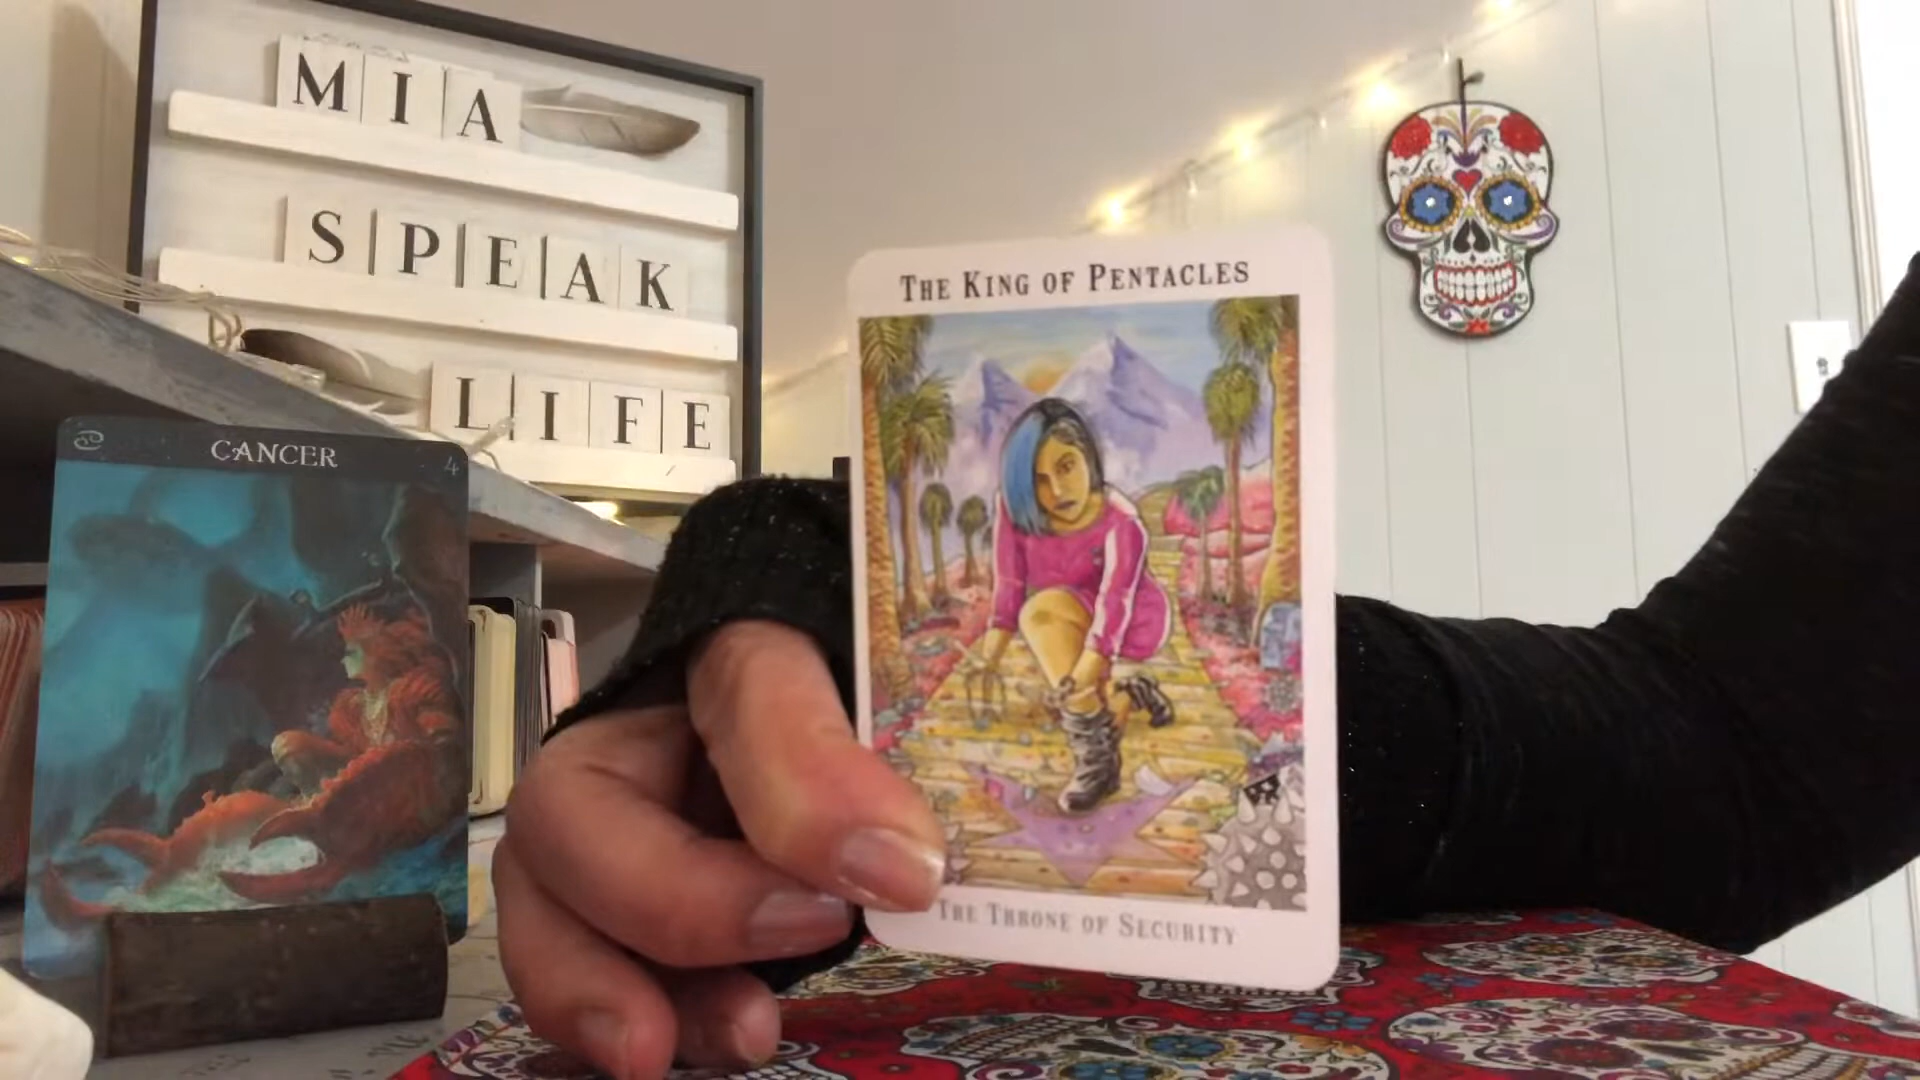 MIA
SPEAK
LIFE
CANCER
4
THE KING OF PENTACLES
THE THRONE OF SECURITY